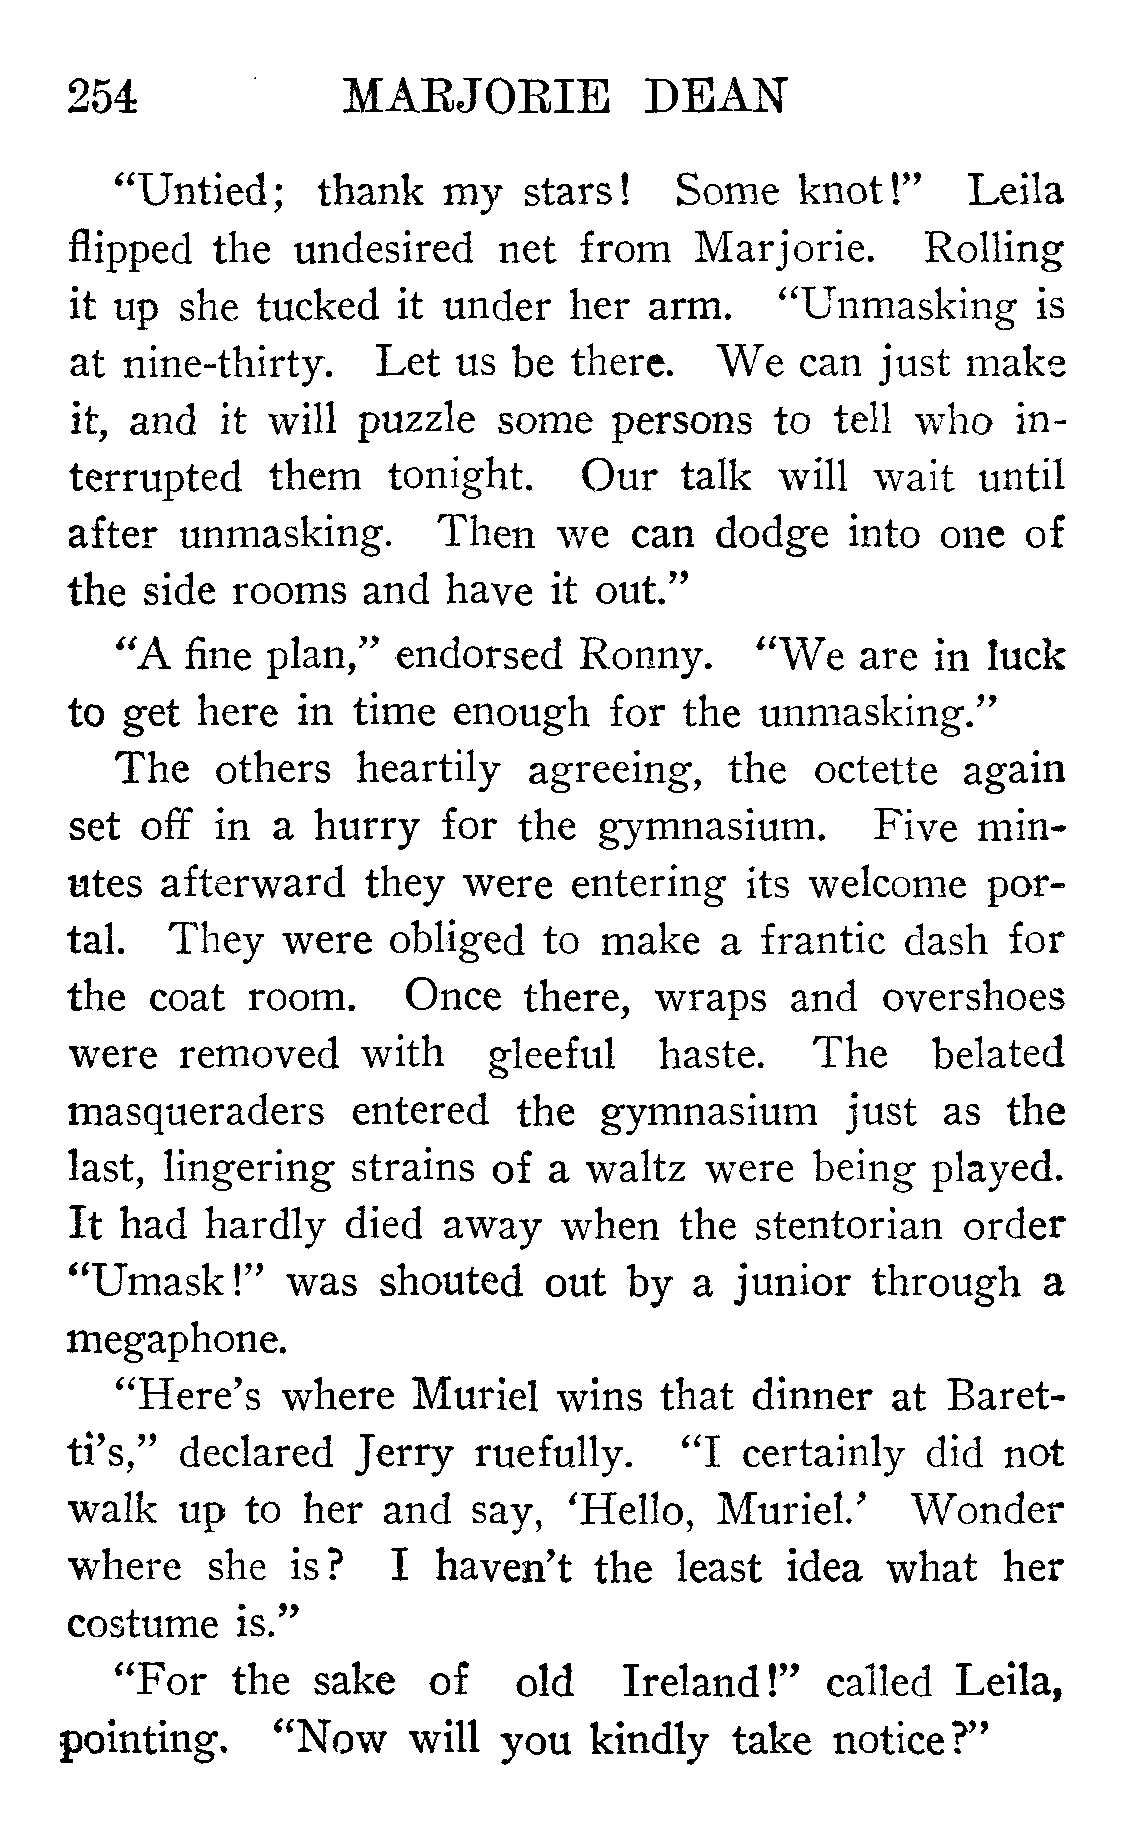 254 MARJORIE DEAN
“Untied; thank my stars! Some knot!” Leila
flipped the undesired net from Marjorie. Rolling
it up she tucked it under her arm. “Unmasking is
at nine-thirty. Let us be there. We can just make
it, and it will puzzle some persons to tell who in-
terrupted them tonight. Our talk will wait until
after unmasking. Then we can dodge into one of
the side rooms and have it out.”
“A fine plan,” endorsed Ronny. “We are in luck
to get here in time enough for the unmasking.”
The others heartily agreeing, the octette again
set off in a hurry for the gymnasium. Five min-
utes afterward they were entering its welcome por-
tal. They were obliged to make a frantic dash for
the coat room. Once there, wraps and overshoes
were removed with gleeful haste. The belated
masqueraders entered the gymnasium just as the
last, lingering strains of a waltz were being played.
It had hardly died away when the stentorian order
“Umask!” was shouted out by a junior through a
megaphone.
“Here’s where Muriel wins that dinner at Baret-
ti’s,” declared Jerry ruefully. “I certainly did not
walk up to her and say, ‘Hello, Muriel.’ Wonder
where she is? I haven’t the least idea what her
costume is.”
“For the sake of old Ireland!” called Leila,
pointing. “Now will you kindly take notice?”